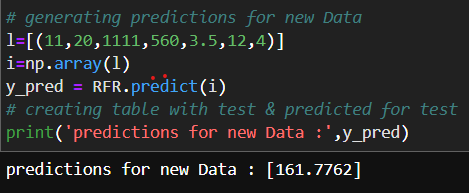 # generating predictions for new Data
l=[(11,20,1111,560,3.5,12,4)]
i=np.array(l)
y_pred = RFR.predict(i)
# creating table with test & predicted for test
print('predictions for new Data :',y_pred)
predictions for new Data : [161.7762]